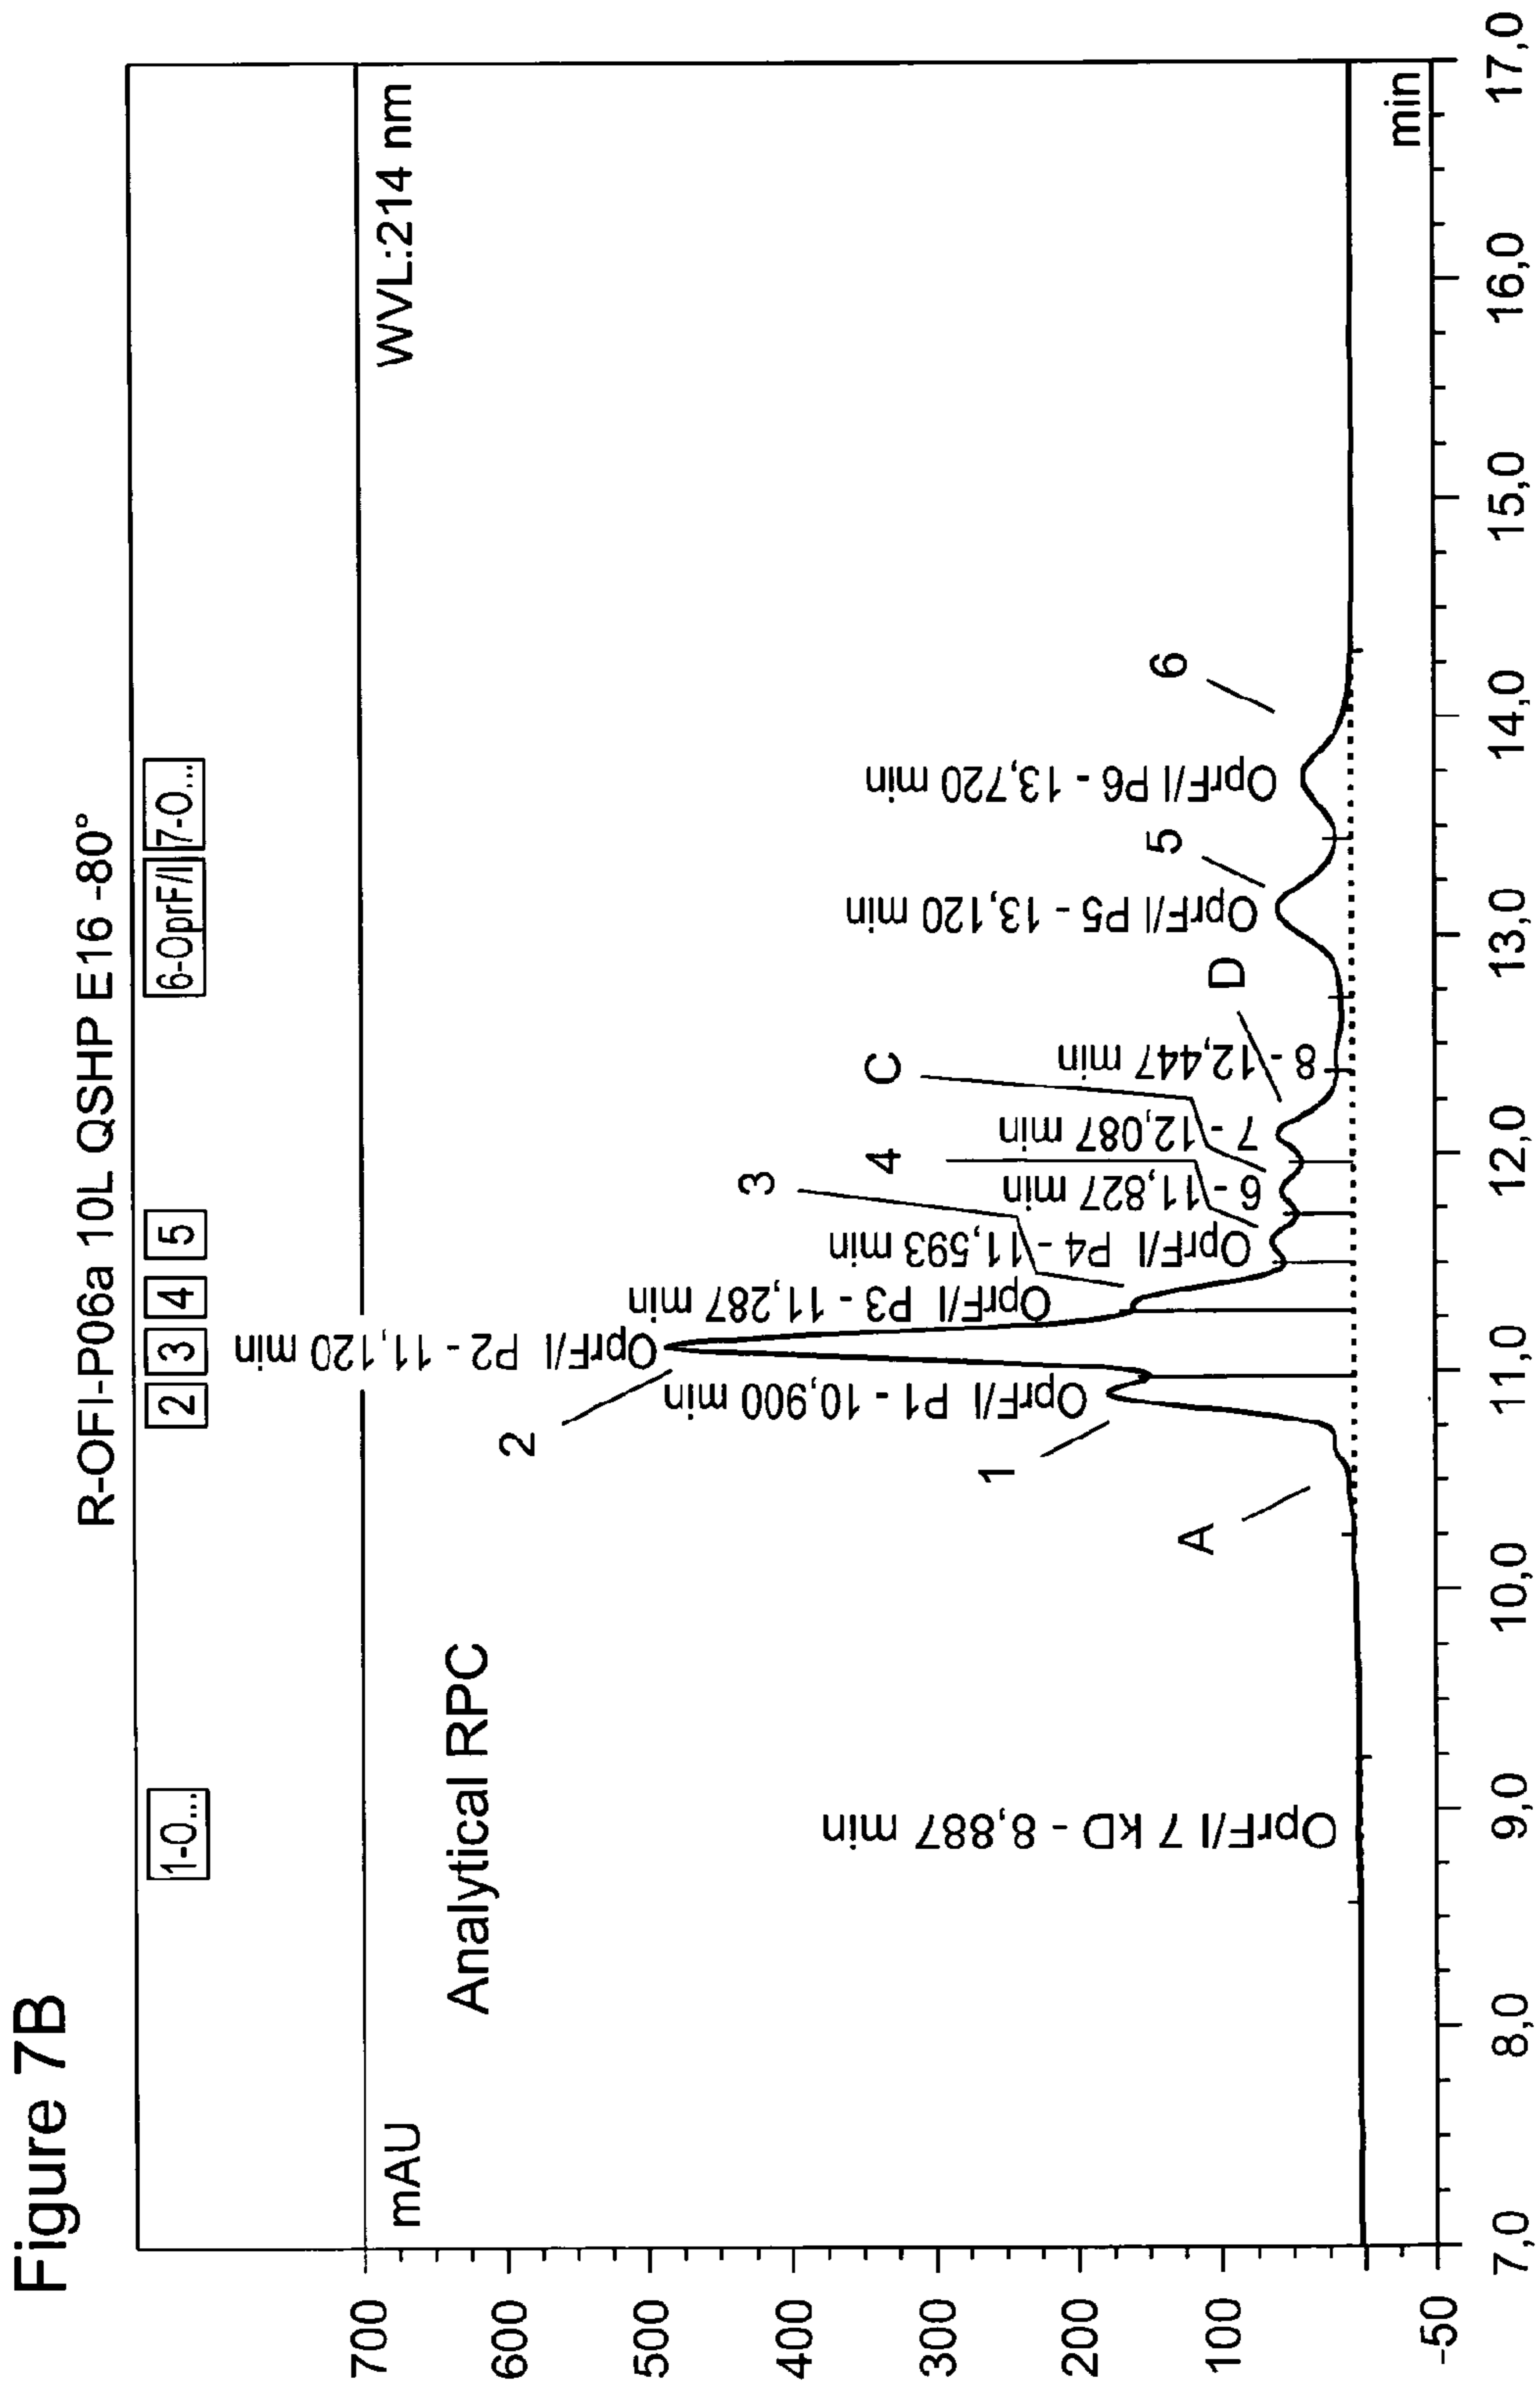 Figure 7B
R-OFI-P06a 10L QSHP E16 -80°
1-O...
2
3
4
5
6-OprF/I
7-O...
mAU
WVL:214 nm
Analytical RPC
700
600
500
400
300
200
100
-50
OprF/I 7 kD - 8,887 min
OprF/I P1 - 10,900 min
OprF/I P2 - 11,120 min
OprF/I P3 - 11,287 min
OprF/I P4 - 11,593 min
6 - 11,827 min
7 - 12,087 min
8 - 12,447 min
OprF/I P5 - 13,120 min
OprF/I P6 - 13,720 min
A
1
2
3
4
C
D
5
6
min
7,0
8,0
9,0
10,0
11,0
12,0
13,0
14,0
15,0
16,0
17,0